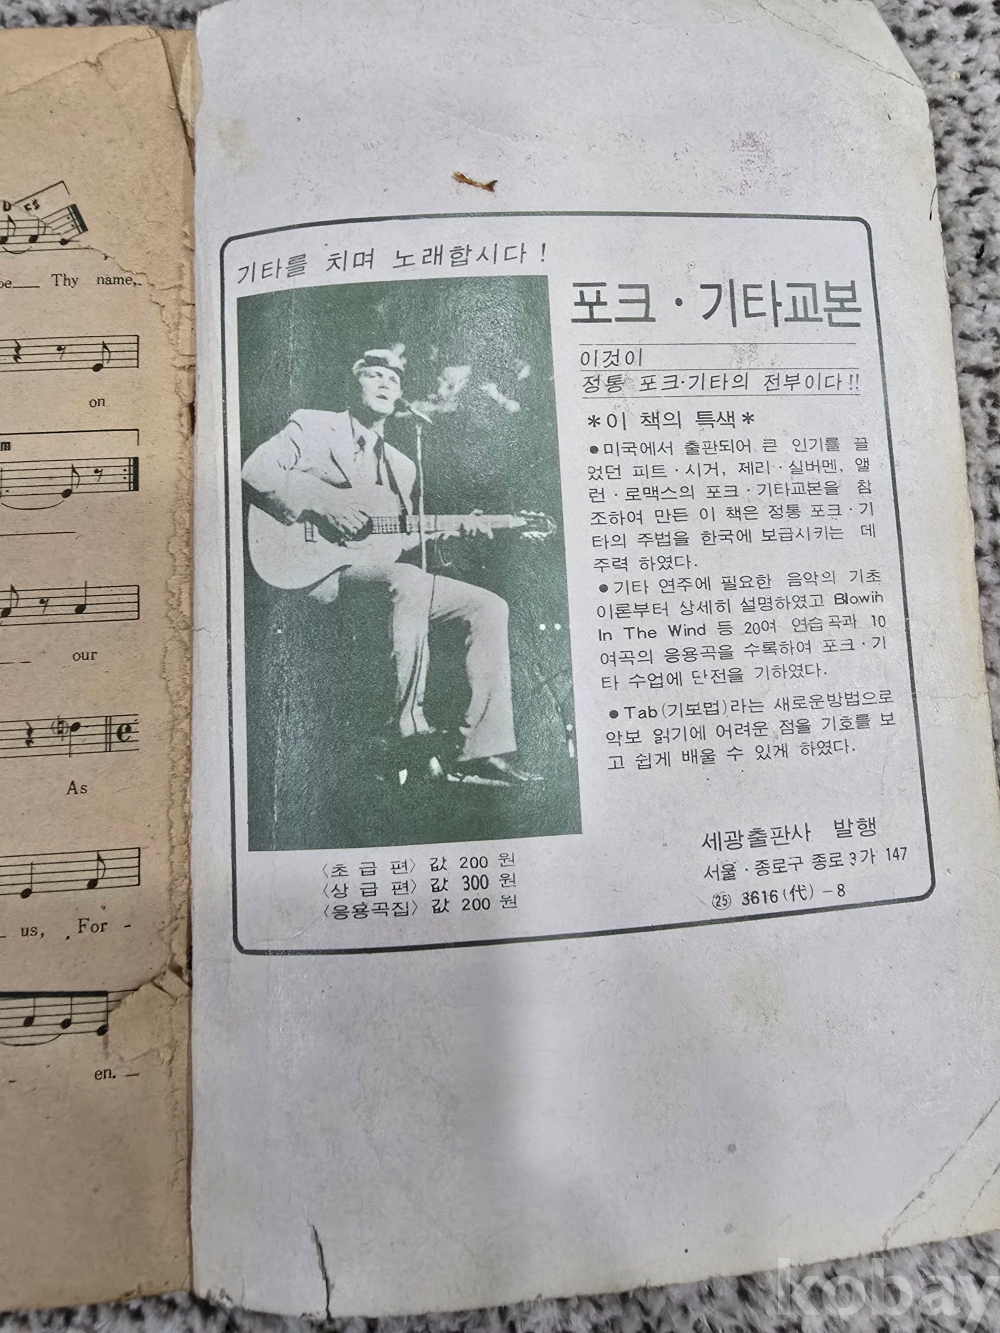 D C5
be__ Thy name,
on
m
our
As
us, For -
- en. —
기타를 치며 노래합시다 !
포크 · 기타교본
이것이
정통 포크·기타의 전부이다 !!
*이 책의 특색*
●미국에서 출판되어 큰 인기를 끌
었던 피트 · 시거, 제리 · 실버멘, 앨
런 · 로맥스의 포크 · 기타교본을 참
조하여 만든 이 책은 정통 포크 · 기
타의 주법을 한국에 보급시키는 데
주력 하였다.
●기타 연주에 필요한 음악의 기초
이론부터 상세히 설명하였고 Blowih
In The Wind 등 20여 연습곡과 10
여곡의 응용곡을 수록하여 포크 · 기
타 수업에 만전을 기하였다.
●Tab(기보법)라는 새로운방법으로
악보 읽기에 어려운 점을 기호를 보
고 쉽게 배울 수 있게 하였다.
〈초 급 편〉 값 200 원
〈상 급 편〉 값 300 원
〈응용곡집〉 값 200 원
세광출판사 발행
서울 · 종로구 종로3가 147
㉕ 3616(代)-8
kobay